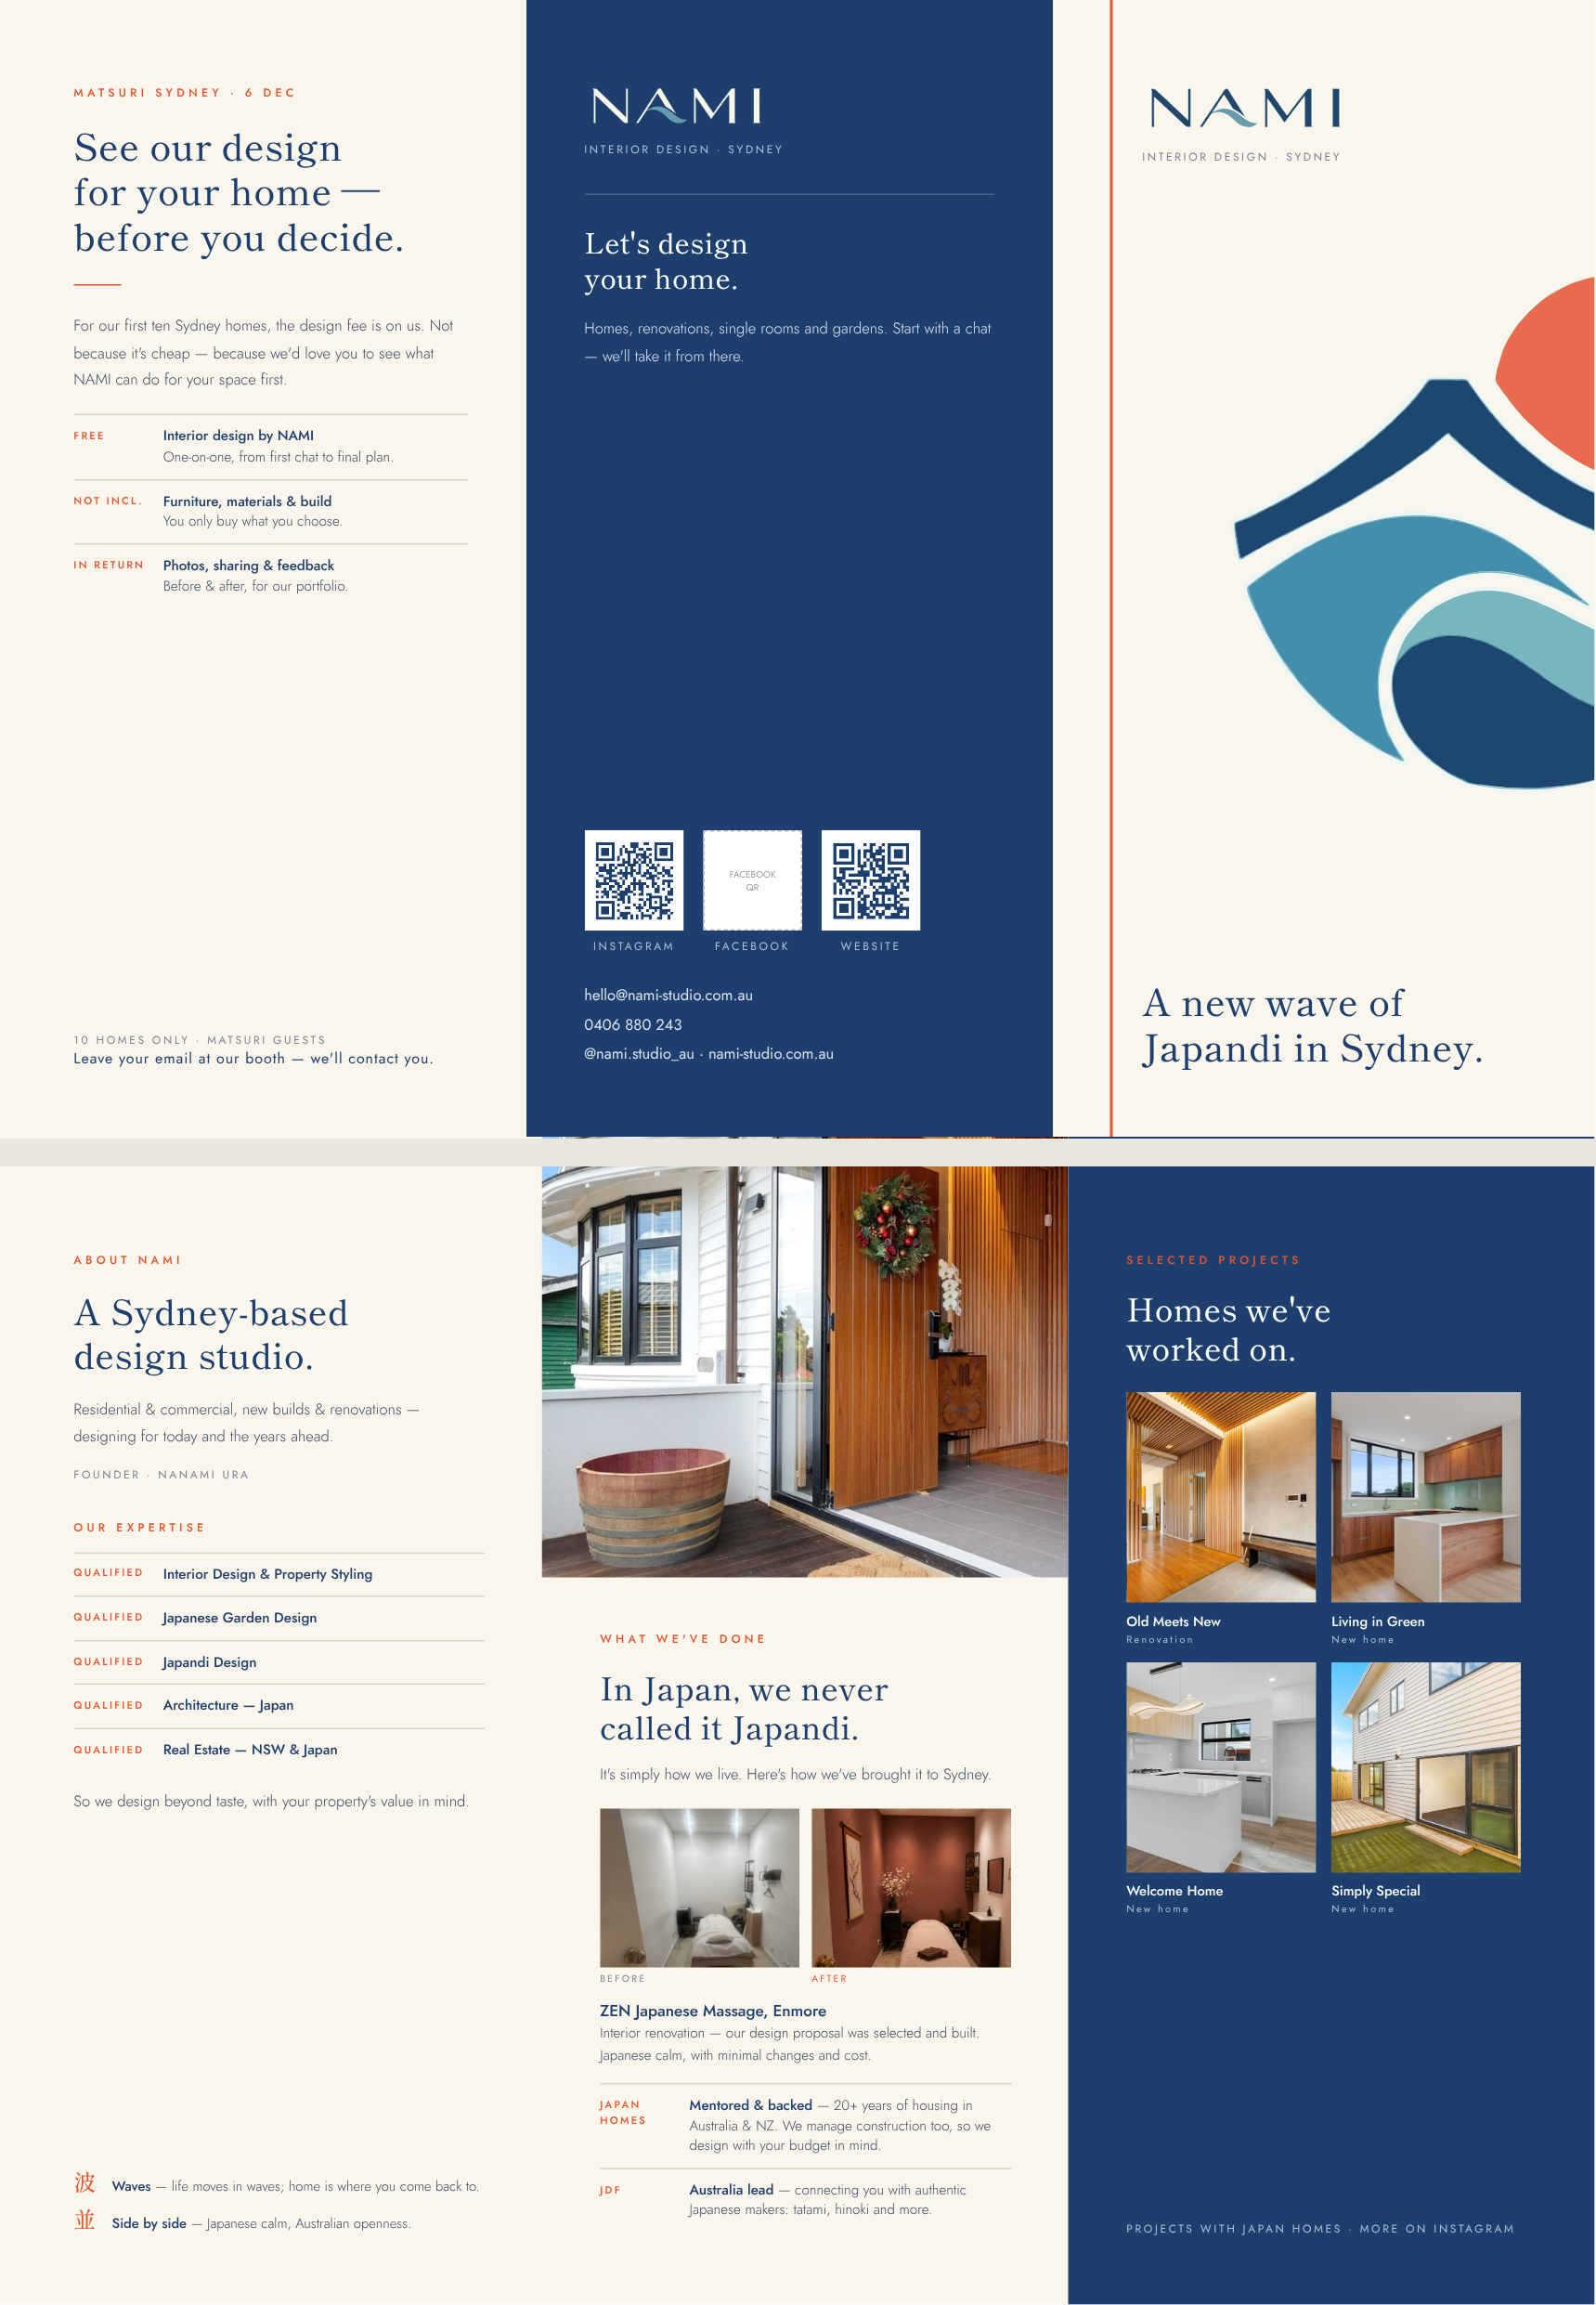 MATSURI SYDNEY · 6 DEC
See our design
for your home —
before you decide.
For our first ten Sydney homes, the design fee is on us. Not
because it's cheap — because we'd love you to see what
NAMI can do for your space first.
FREE
Interior design by NAMI
One-on-one, from first chat to final plan.
NOT INCL.
Furniture, materials & build
You only buy what you choose.
IN RETURN
Photos, sharing & feedback
Before & after, for our portfolio.
10 HOMES ONLY · MATSURI GUESTS
Leave your email at our booth — we'll contact you.
NAMI
INTERIOR DESIGN · SYDNEY
Let's design
your home.
Homes, renovations, single rooms and gardens. Start with a chat
— we'll take it from there.
FACEBOOK
QR
INSTAGRAM
FACEBOOK
WEBSITE
hello@nami-studio.com.au
0406 880 243
@nami.studio_au · nami-studio.com.au
NAMI
INTERIOR DESIGN · SYDNEY
A new wave of
Japandi in Sydney.
ABOUT NAMI
A Sydney-based
design studio.
Residential & commercial, new builds & renovations —
designing for today and the years ahead.
FOUNDER · NANAMI URA
OUR EXPERTISE
QUALIFIED Interior Design & Property Styling
QUALIFIED Japanese Garden Design
QUALIFIED Japandi Design
QUALIFIED Architecture — Japan
QUALIFIED Real Estate — NSW & Japan
So we design beyond taste, with your property's value in mind.
波 Waves — life moves in waves; home is where you come back to.
並 Side by side — Japanese calm, Australian openness.
WHAT WE'VE DONE
In Japan, we never
called it Japandi.
It's simply how we live. Here's how we've brought it to Sydney.
BEFORE
AFTER
ZEN Japanese Massage, Enmore
Interior renovation — our design proposal was selected and built.
Japanese calm, with minimal changes and cost.
JAPAN
HOMES
Mentored & backed — 20+ years of housing in
Australia & NZ. We manage construction too, so we
design with your budget in mind.
JDF
Australia lead — connecting you with authentic
Japanese makers: tatami, hinoki and more.
SELECTED PROJECTS
Homes we've
worked on.
Old Meets New
Renovation
Living in Green
New home
Welcome Home
New home
Simply Special
New home
PROJECTS WITH JAPAN HOMES · MORE ON INSTAGRAM